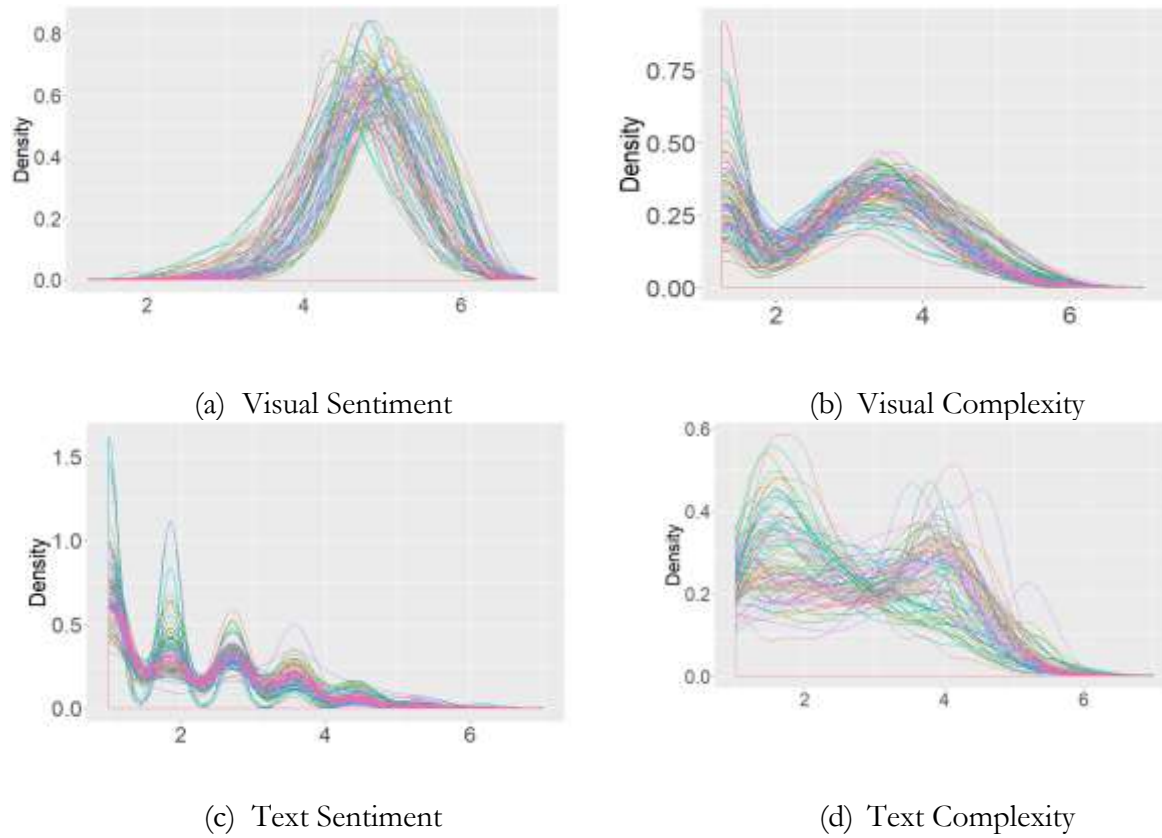 0.8
0.6
0.4
0.2
0.0
Density
2 4 6
(a) Visual Sentiment
0.75
0.50
0.25
0.00
Density
2 4 6
(b) Visual Complexity
1.5
1.0
0.5
0.0
Density
2 4 6
(c) Text Sentiment
0.6
0.4
0.2
0.0
Density
2 4 6
(d) Text Complexity